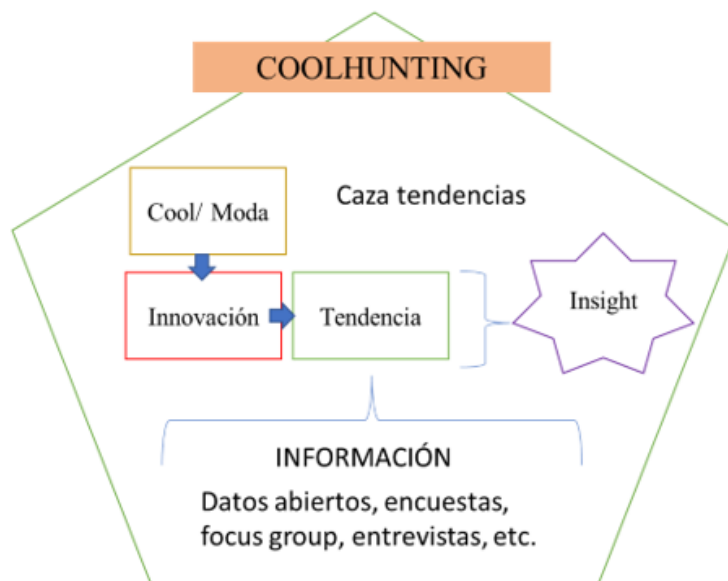 COOLHUNTING
Cool/ Moda
Caza tendencias
Innovación
Tendencia
Insight
INFORMACIÓN
Datos abiertos, encuestas,
focus group, entrevistas, etc.